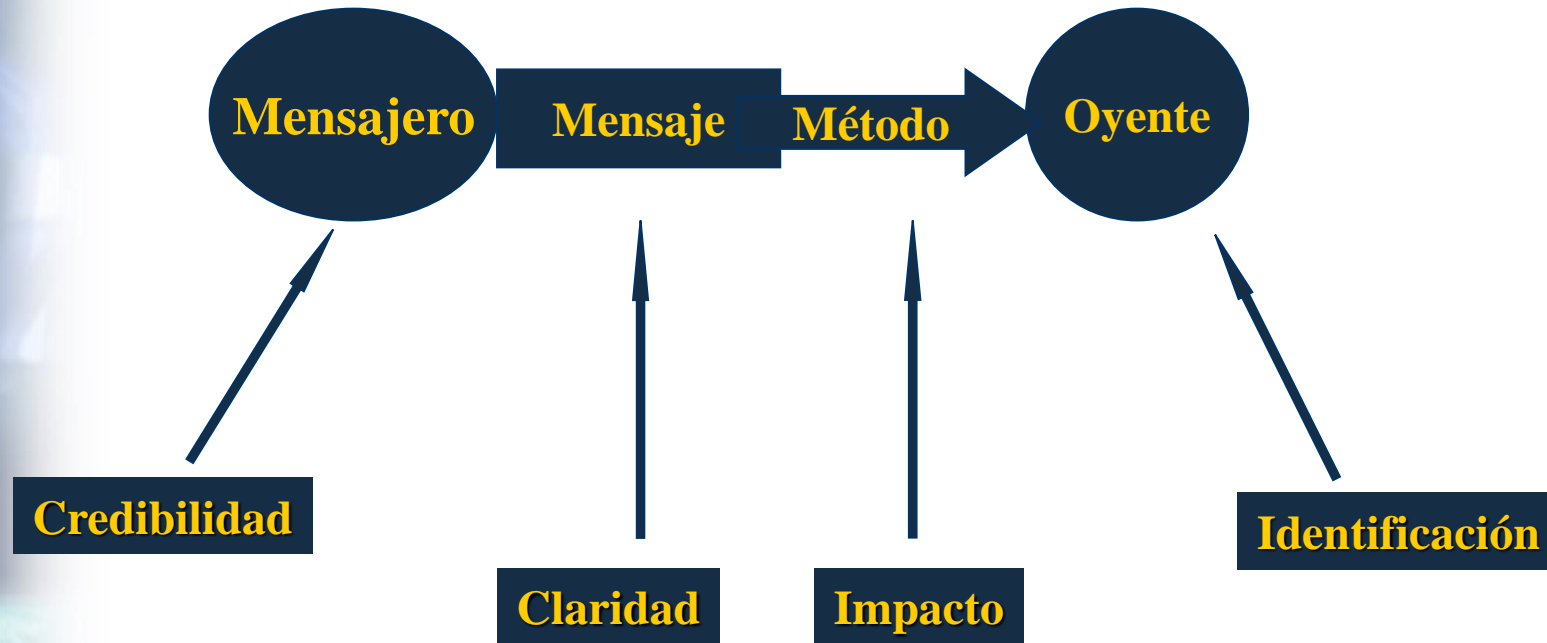 Mensajero
Mensaje
Método
Oyente
Credibilidad
Claridad
Impacto
Identificación